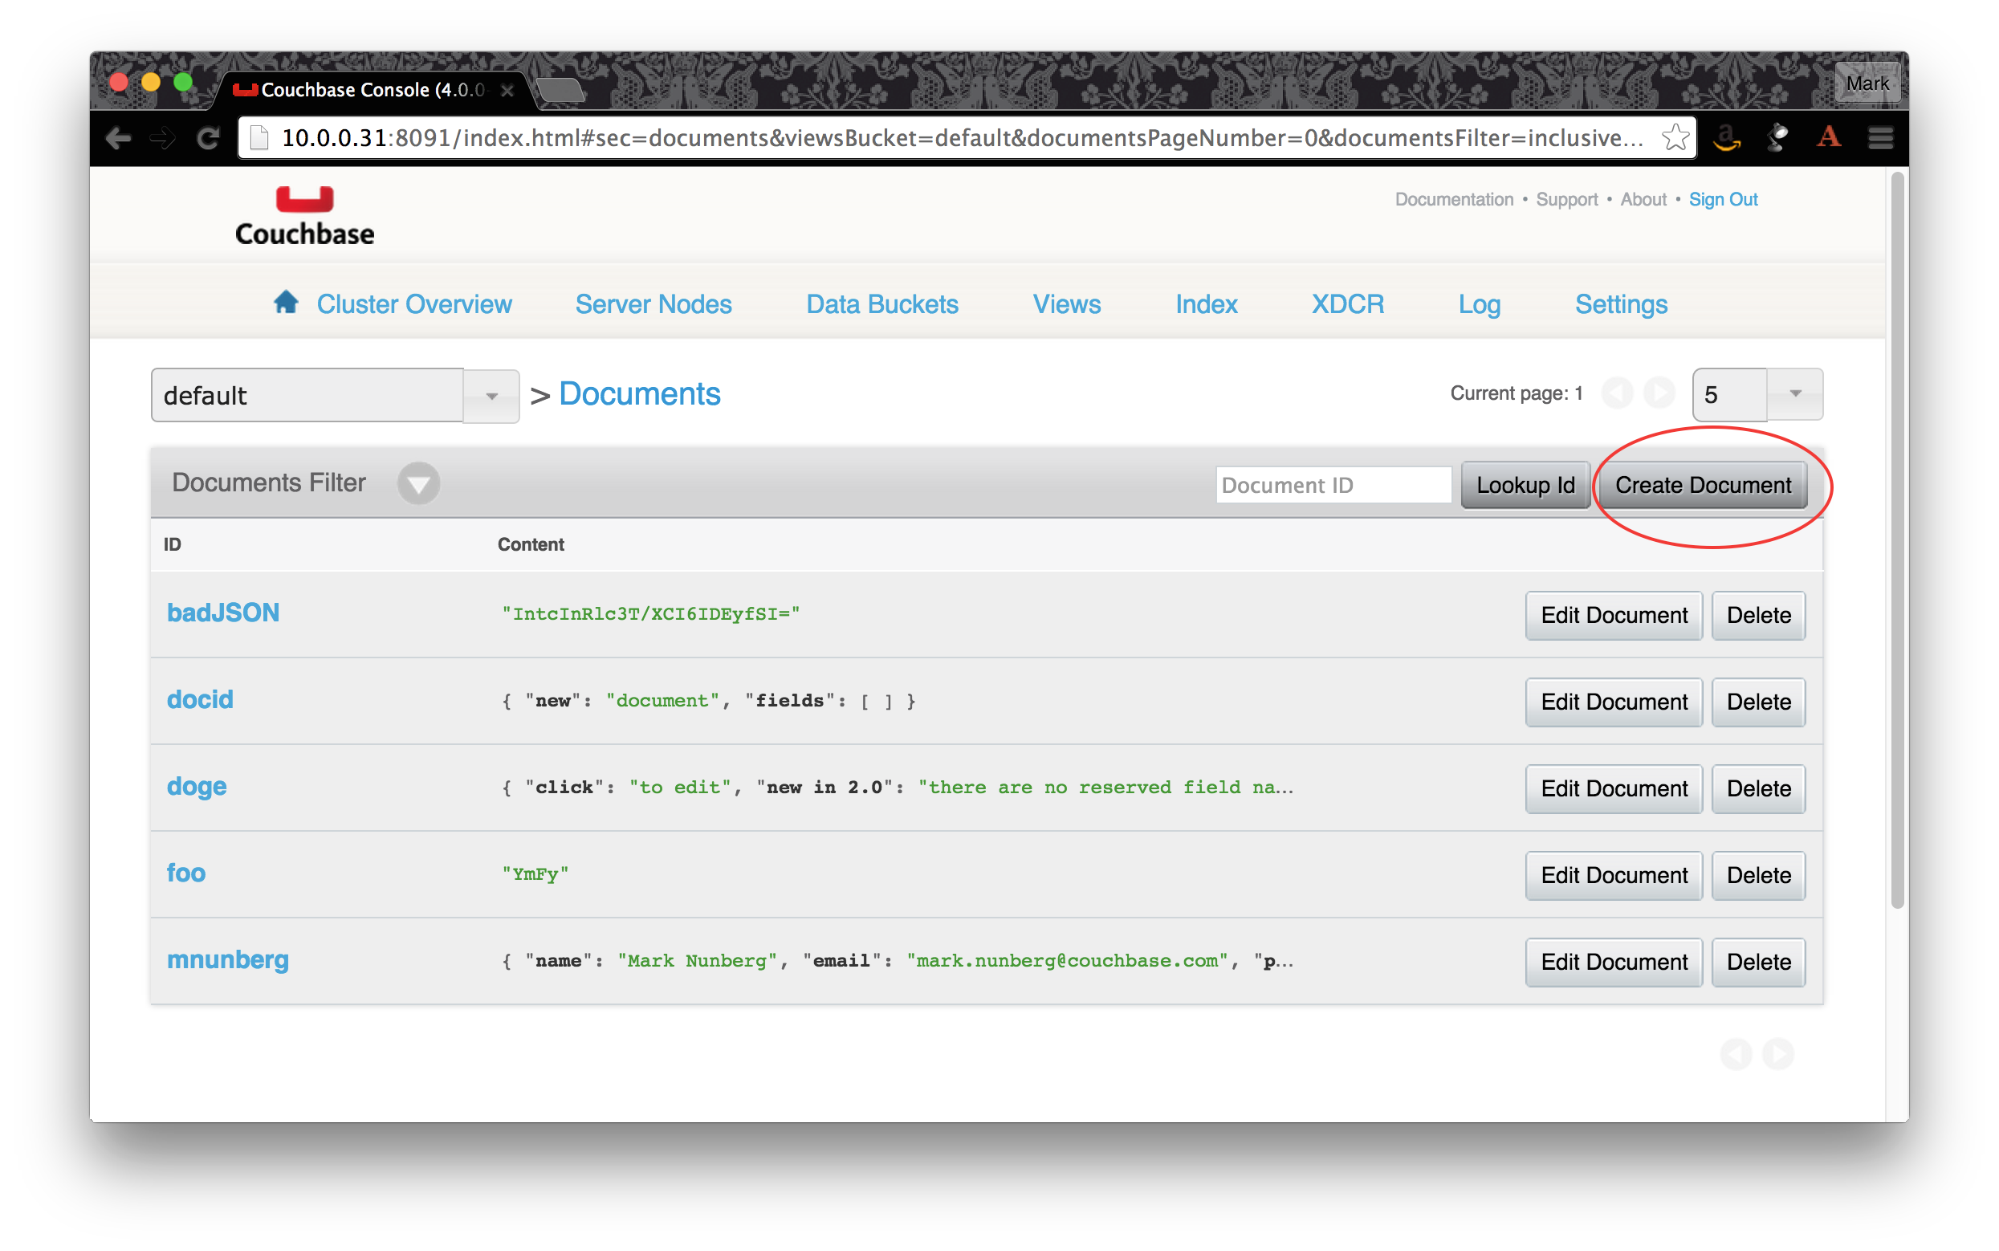 Couchbase Console (4.0.0-
Mark
10.0.0.31:8091/index.html#sec=documents&viewsBucket=default&documentsPageNumber=0&documentsFilter=inclusive...
Couchbase
Documentation • Support • About • Sign Out
Cluster Overview Server Nodes Data Buckets Views Index XDCR Log Settings
default > Documents Current page: 1 5
Documents Filter Document ID Lookup Id Create Document
ID Content
badJSON "IntcInRlc3T/XCI6IDEyfSI=" Edit Document Delete
docid { "new": "document", "fields": [ ] } Edit Document Delete
doge { "click": "to edit", "new in 2.0": "there are no reserved field na... Edit Document Delete
foo "YmFy" Edit Document Delete
mnunberg { "name": "Mark Nunberg", "email": "mark.nunberg@couchbase.com", "p... Edit Document Delete